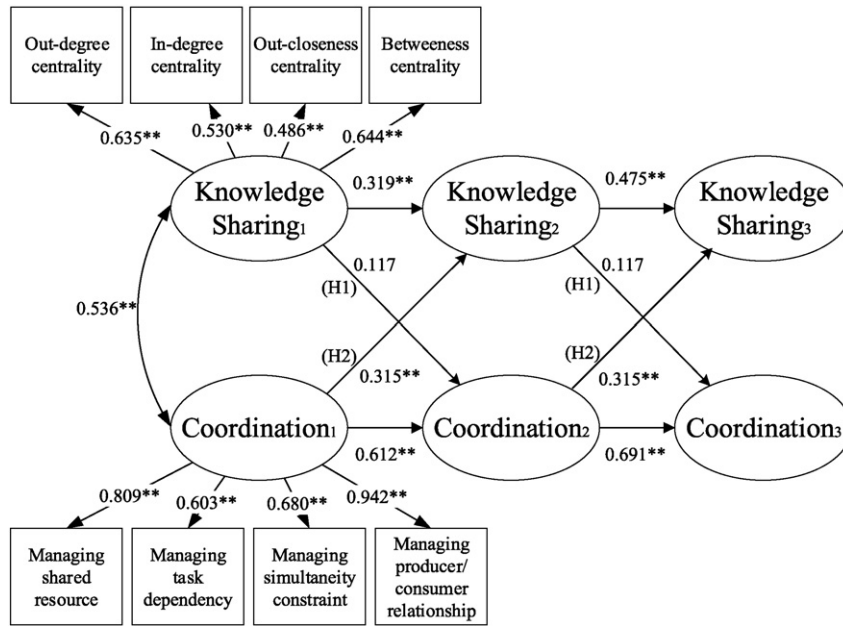 Out-degree
centrality
In-degree
centrality
Out-closeness
centrality
Betweeness
centrality
0.635**
0.530**
0.486**
0.644**
Knowledge
Sharing1
0.319**
Knowledge
Sharing2
0.475**
Knowledge
Sharing3
0.117
(H1)
0.117
(H1)
0.536**
(H2)
0.315**
(H2)
0.315**
Coordination1
0.612**
Coordination2
0.691**
Coordination3
0.809**
0.603**
0.680**
0.942**
Managing
shared
resource
Managing
task
dependency
Managing
simultaneity
constraint
Managing
producer/
consumer
relationship